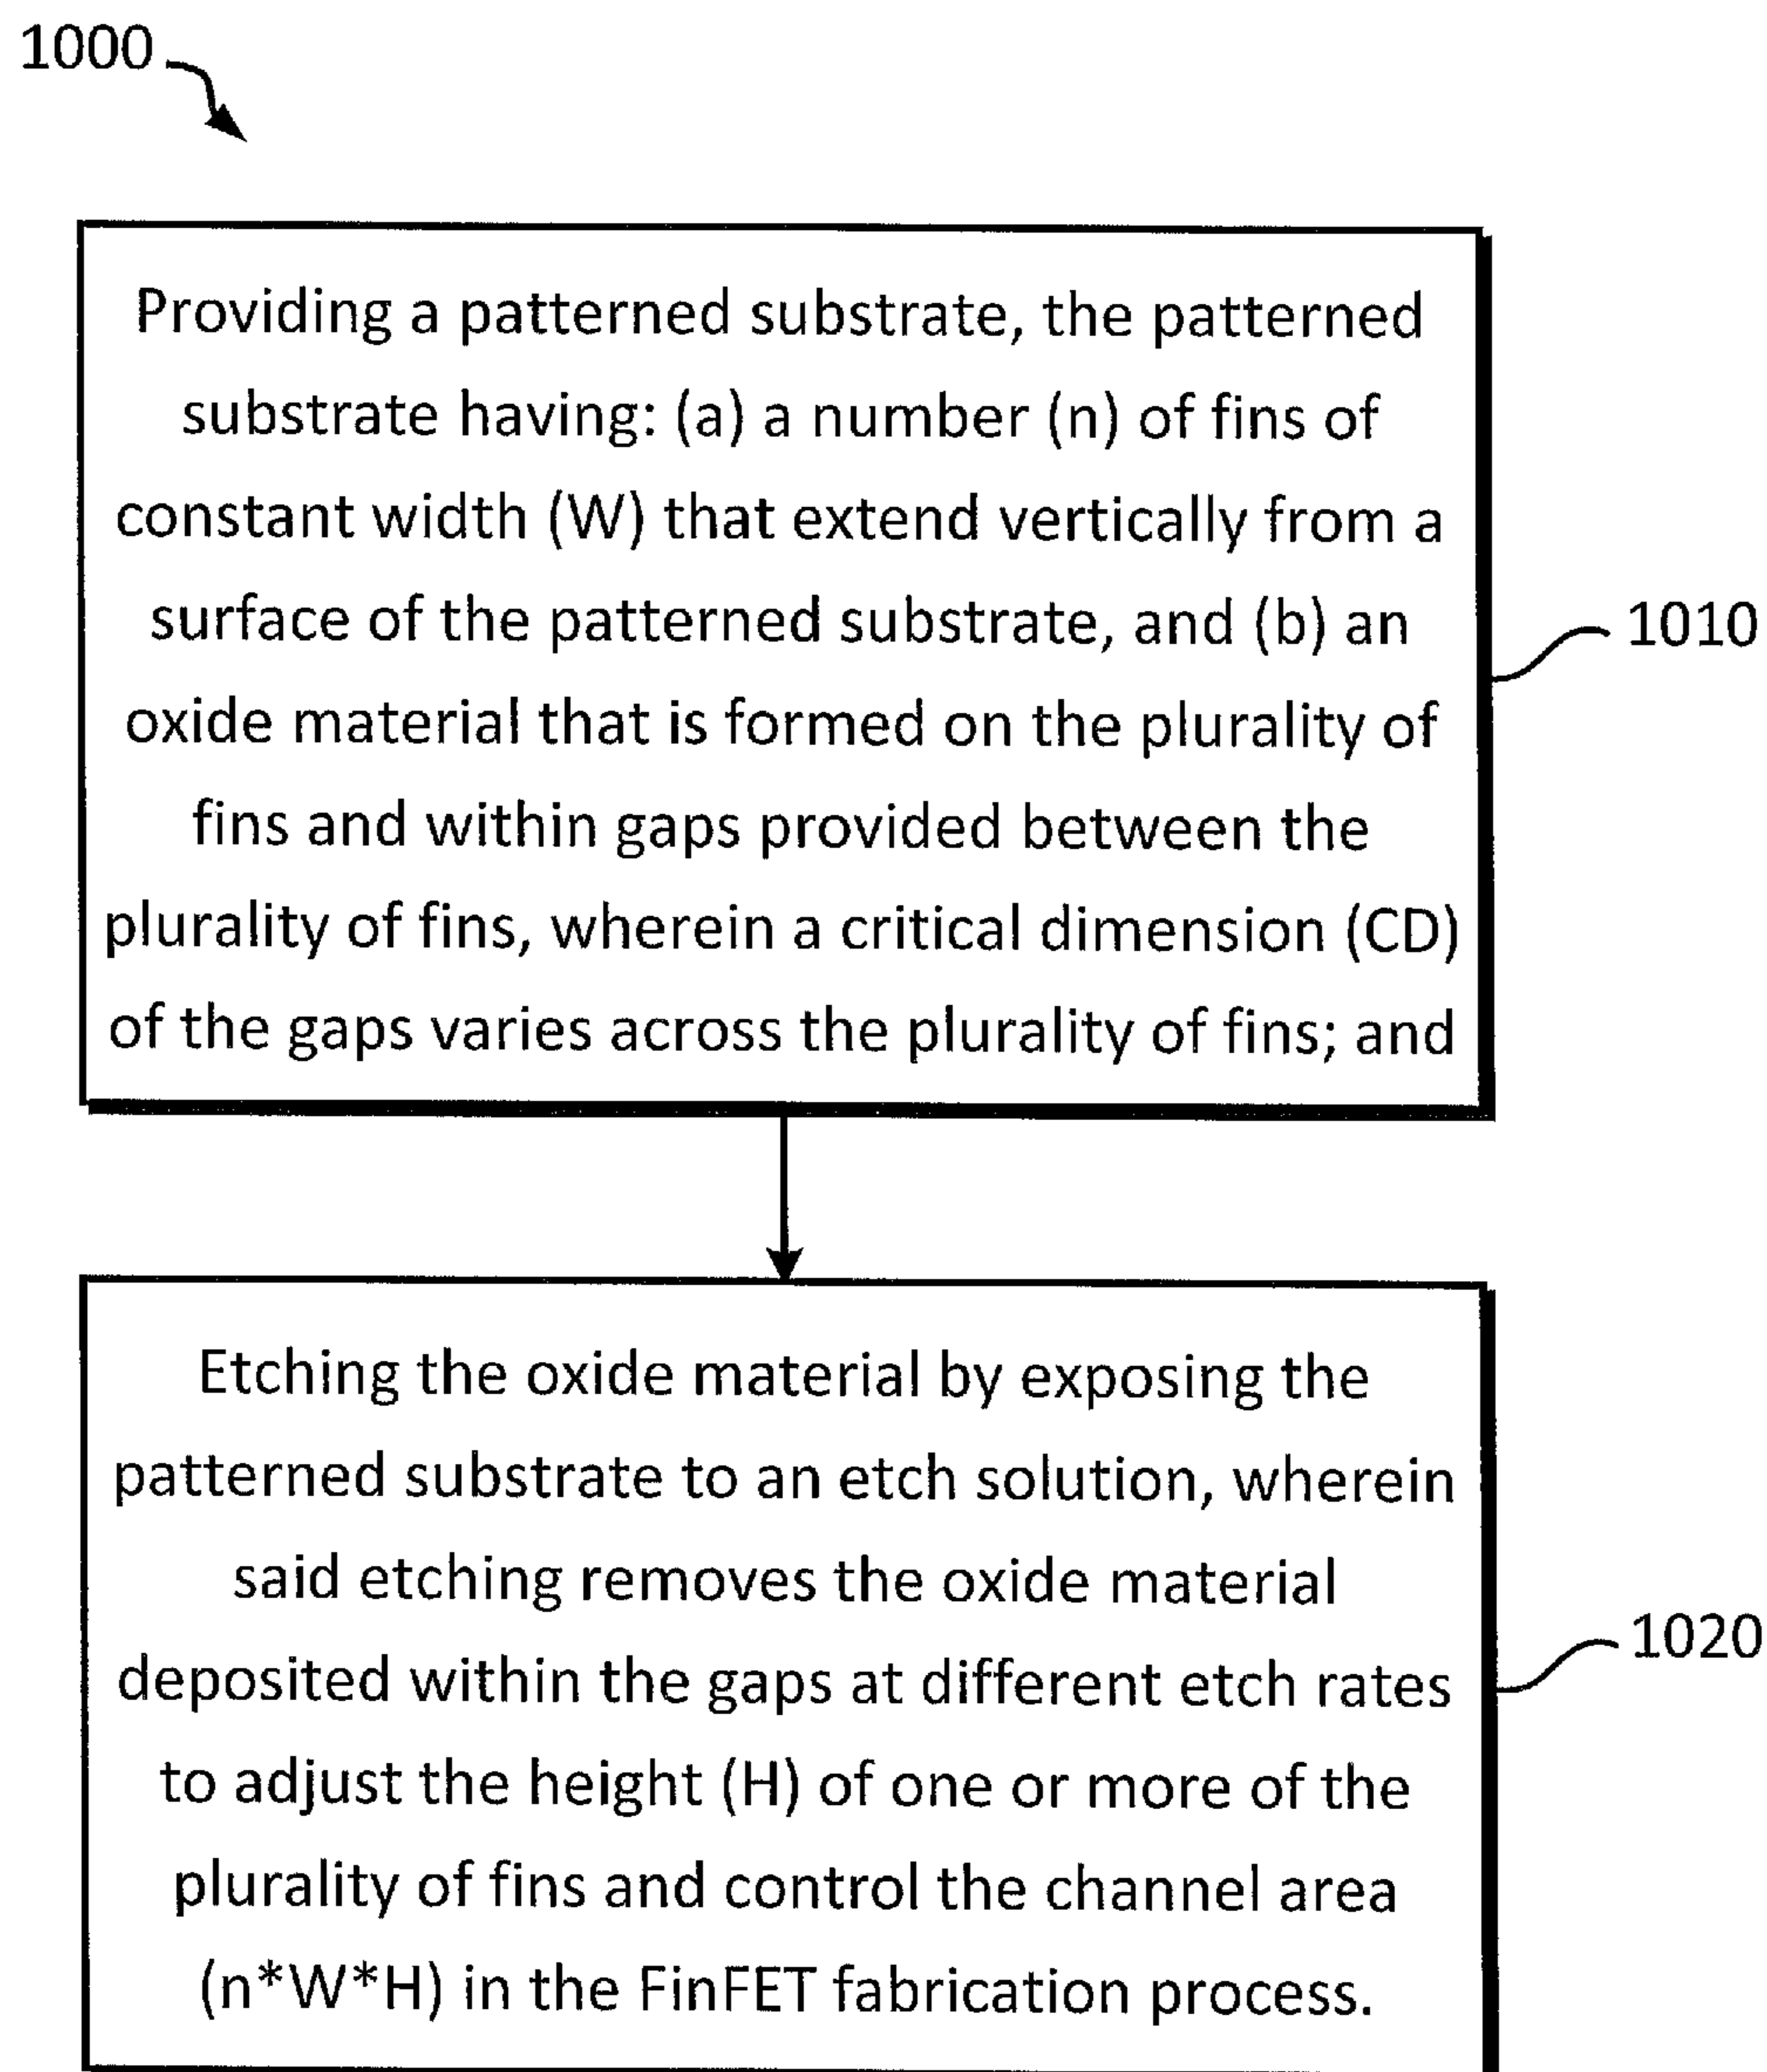 1000
Providing a patterned substrate, the patterned
substrate having: (a) a number (n) of fins of
constant width (W) that extend vertically from a
surface of the patterned substrate, and (b) an
1010
oxide material that is formed on the plurality of
fins and within gaps provided between the
plurality of fins, wherein a critical dimension (CD)
of the gaps varies across the plurality of fins; and
Etching the oxide material by exposing the
patterned substrate to an etch solution, wherein
said etching removes the oxide material
1020
deposited within the gaps at different etch rates
to adjust the height (H) of one or more of the
plurality of fins and control the channel area
(n*W*H) in the FinFET fabrication process.